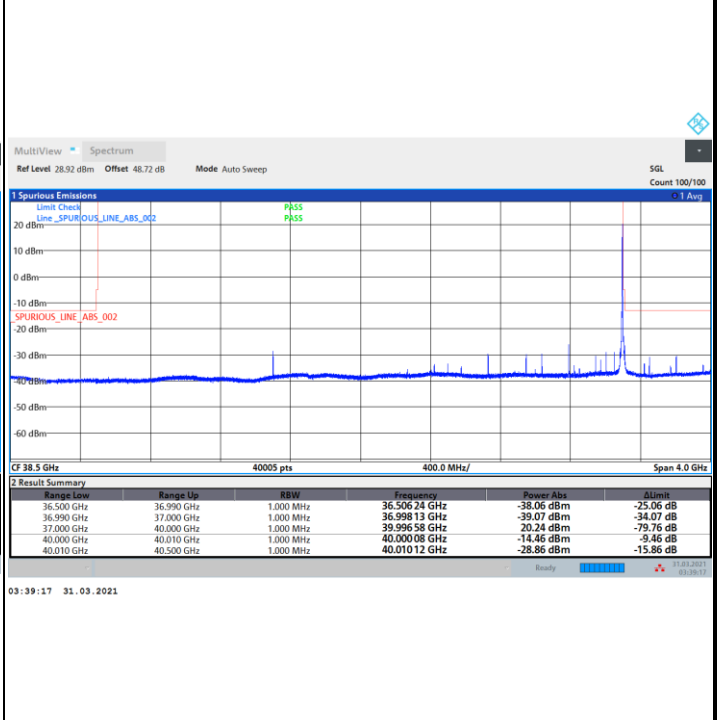 MultiView Spectrum
Ref Level 28.92 dBm Offset 48.72 dB Mode Auto Sweep SGL
Count 100/100
1 Spurious Emissions 1 Avg
Limit Check PASS
Line _SPURIOUS_LINE_ABS_002 PASS
20 dBm
10 dBm
0 dBm
-10 dBm
_SPURIOUS_LINE_ABS_002
-20 dBm
-30 dBm
-40 dBm
-50 dBm
-60 dBm
CF 38.5 GHz 40005 pts 400.0 MHz/ Span 4.0 GHz
2 Result Summary
Range Low Range Up RBW Frequency Power Abs ΔLimit
36.500 GHz 36.990 GHz 1.000 MHz 36.506 24 GHz -38.06 dBm -25.06 dB
36.990 GHz 37.000 GHz 1.000 MHz 36.998 13 GHz -39.07 dBm -34.07 dB
37.000 GHz 40.000 GHz 1.000 MHz 39.996 58 GHz 20.24 dBm -79.76 dB
40.000 GHz 40.010 GHz 1.000 MHz 40.000 08 GHz -14.46 dBm -9.46 dB
40.010 GHz 40.500 GHz 1.000 MHz 40.010 12 GHz -28.86 dBm -15.86 dB
Ready 31.03.2021
03:39:17
03:39:17 31.03.2021